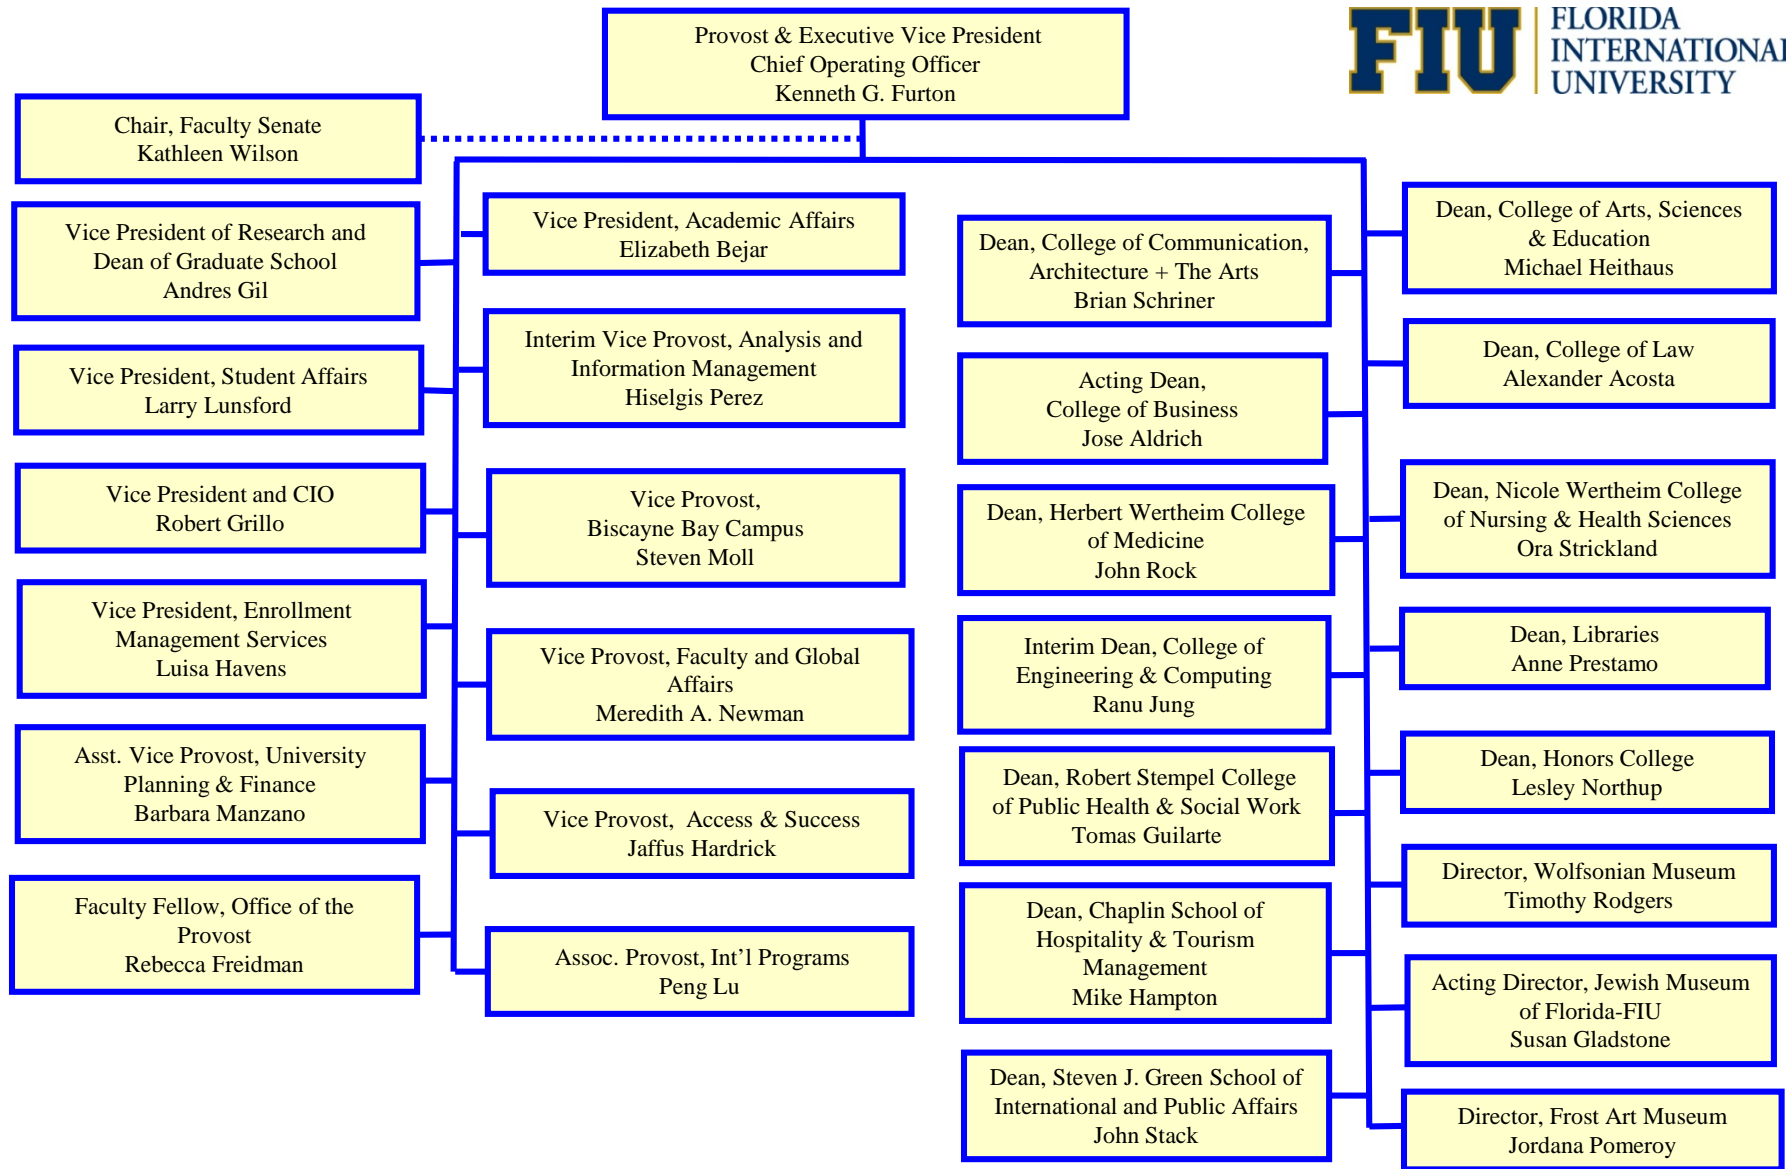 Provost & Executive Vice President
Chief Operating Officer
Kenneth G. Furton
FIU
FLORIDA
INTERNATIONAL
UNIVERSITY
Chair, Faculty Senate
Kathleen Wilson
Vice President of Research and
Dean of Graduate School
Andres Gil
Vice President, Student Affairs
Larry Lunsford
Vice President and CIO
Robert Grillo
Vice President, Enrollment
Management Services
Luisa Havens
Asst. Vice Provost, University
Planning & Finance
Barbara Manzano
Faculty Fellow, Office of the
Provost
Rebecca Freidman
Vice President, Academic Affairs
Elizabeth Bejar
Interim Vice Provost, Analysis and
Information Management
Hiselgis Perez
Vice Provost,
Biscayne Bay Campus
Steven Moll
Vice Provost, Faculty and Global
Affairs
Meredith A. Newman
Vice Provost, Access & Success
Jaffus Hardrick
Assoc. Provost, Int'l Programs
Peng Lu
Dean, College of Communication,
Architecture + The Arts
Brian Schriner
Acting Dean,
College of Business
Jose Aldrich
Dean, Herbert Wertheim College
of Medicine
John Rock
Interim Dean, College of
Engineering & Computing
Ranu Jung
Dean, Robert Stempel College
of Public Health & Social Work
Tomas Guilarte
Dean, Chaplin School of
Hospitality & Tourism
Management
Mike Hampton
Dean, Steven J. Green School of
International and Public Affairs
John Stack
Dean, College of Arts, Sciences
& Education
Michael Heithaus
Dean, College of Law
Alexander Acosta
Dean, Nicole Wertheim College
of Nursing & Health Sciences
Ora Strickland
Dean, Libraries
Anne Prestamo
Dean, Honors College
Lesley Northup
Director, Wolfsonian Museum
Timothy Rodgers
Acting Director, Jewish Museum
of Florida-FIU
Susan Gladstone
Director, Frost Art Museum
Jordana Pomeroy